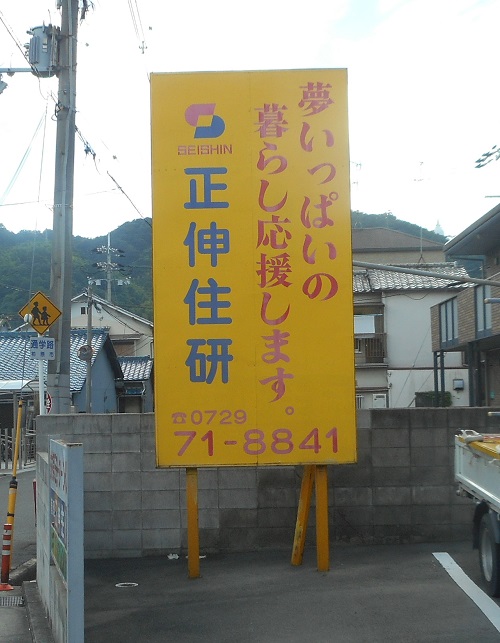 夢いっぱいの
暮らし応援します。
SEISHIN
正伸住研
☎0729
71-8841
通学路